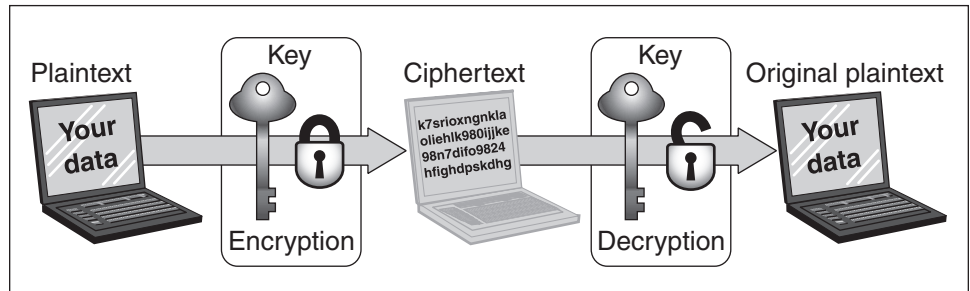 Plaintext
Your
data
Key
Encryption
Ciphertext
k7srioxngnkla
oliehlk980ijjke
98n7difo9824
hfighdpskdhg
Key
Decryption
Original plaintext
Your
data